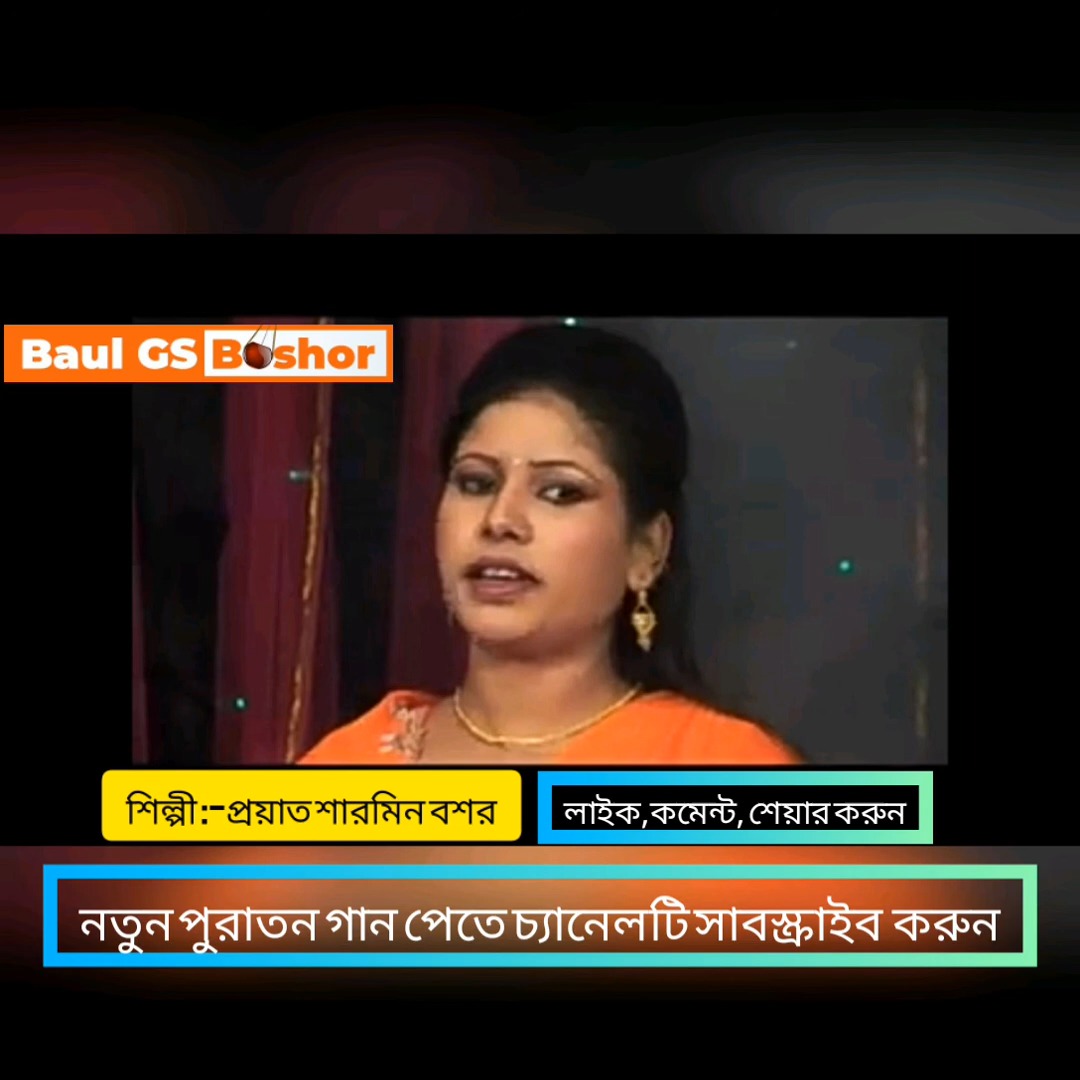 Baul GS Boshor
শিল্পী:-প্রয়াত শারমিন বশর
লাইক,কমেন্ট, শেয়ার করুন
নতুন পুরাতন গান পেতে চ্যানেলটি সাবস্ক্রাইব করুন